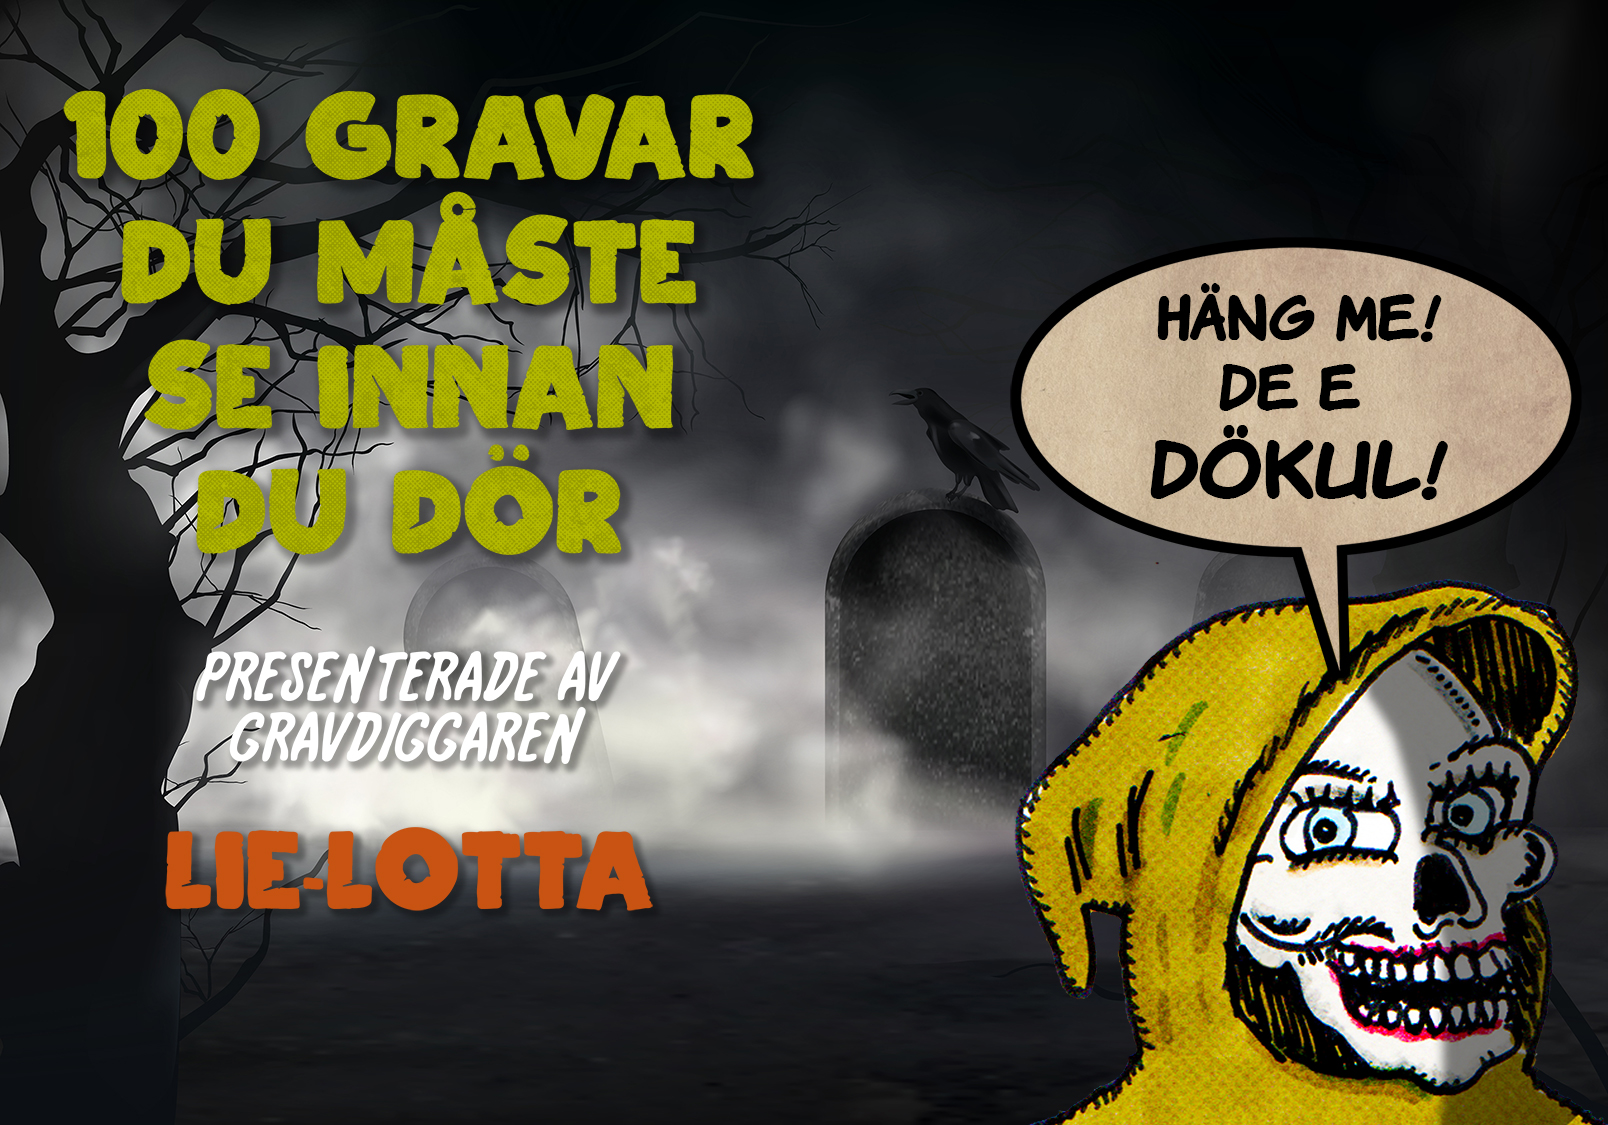 100 GRAVAR
DU MÅSTE
SE INNAN
DU DÖR
PRESENTERADE AV
GRAVDIGGAREN
LIE-LOTTA
HÄNG ME!
DE E
DÖKUL!